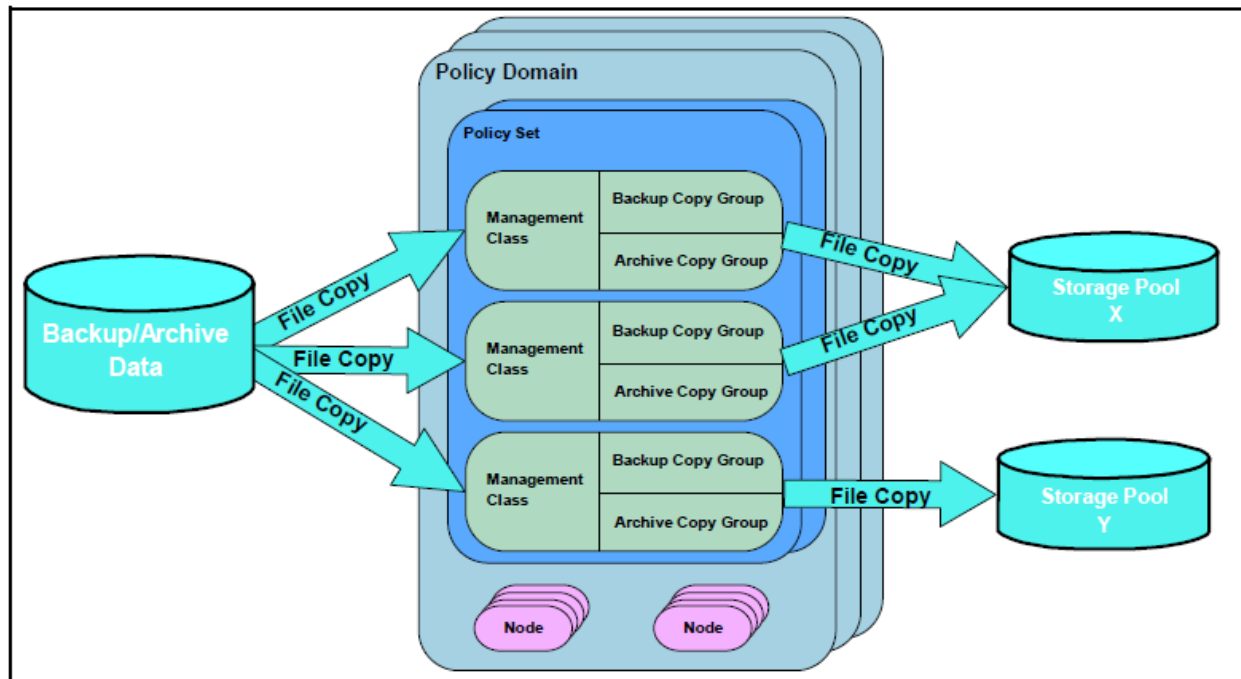 Policy Domain
Policy Set
Management
Class
Backup Copy Group
Archive Copy Group
File Copy
File Copy
Backup/Archive
Data
File Copy
Management
Class
Backup Copy Group
Archive Copy Group
File Copy
Storage Pool
X
File Copy
Management
Class
Backup Copy Group
Archive Copy Group
File Copy
Storage Pool
Y
Node
Node